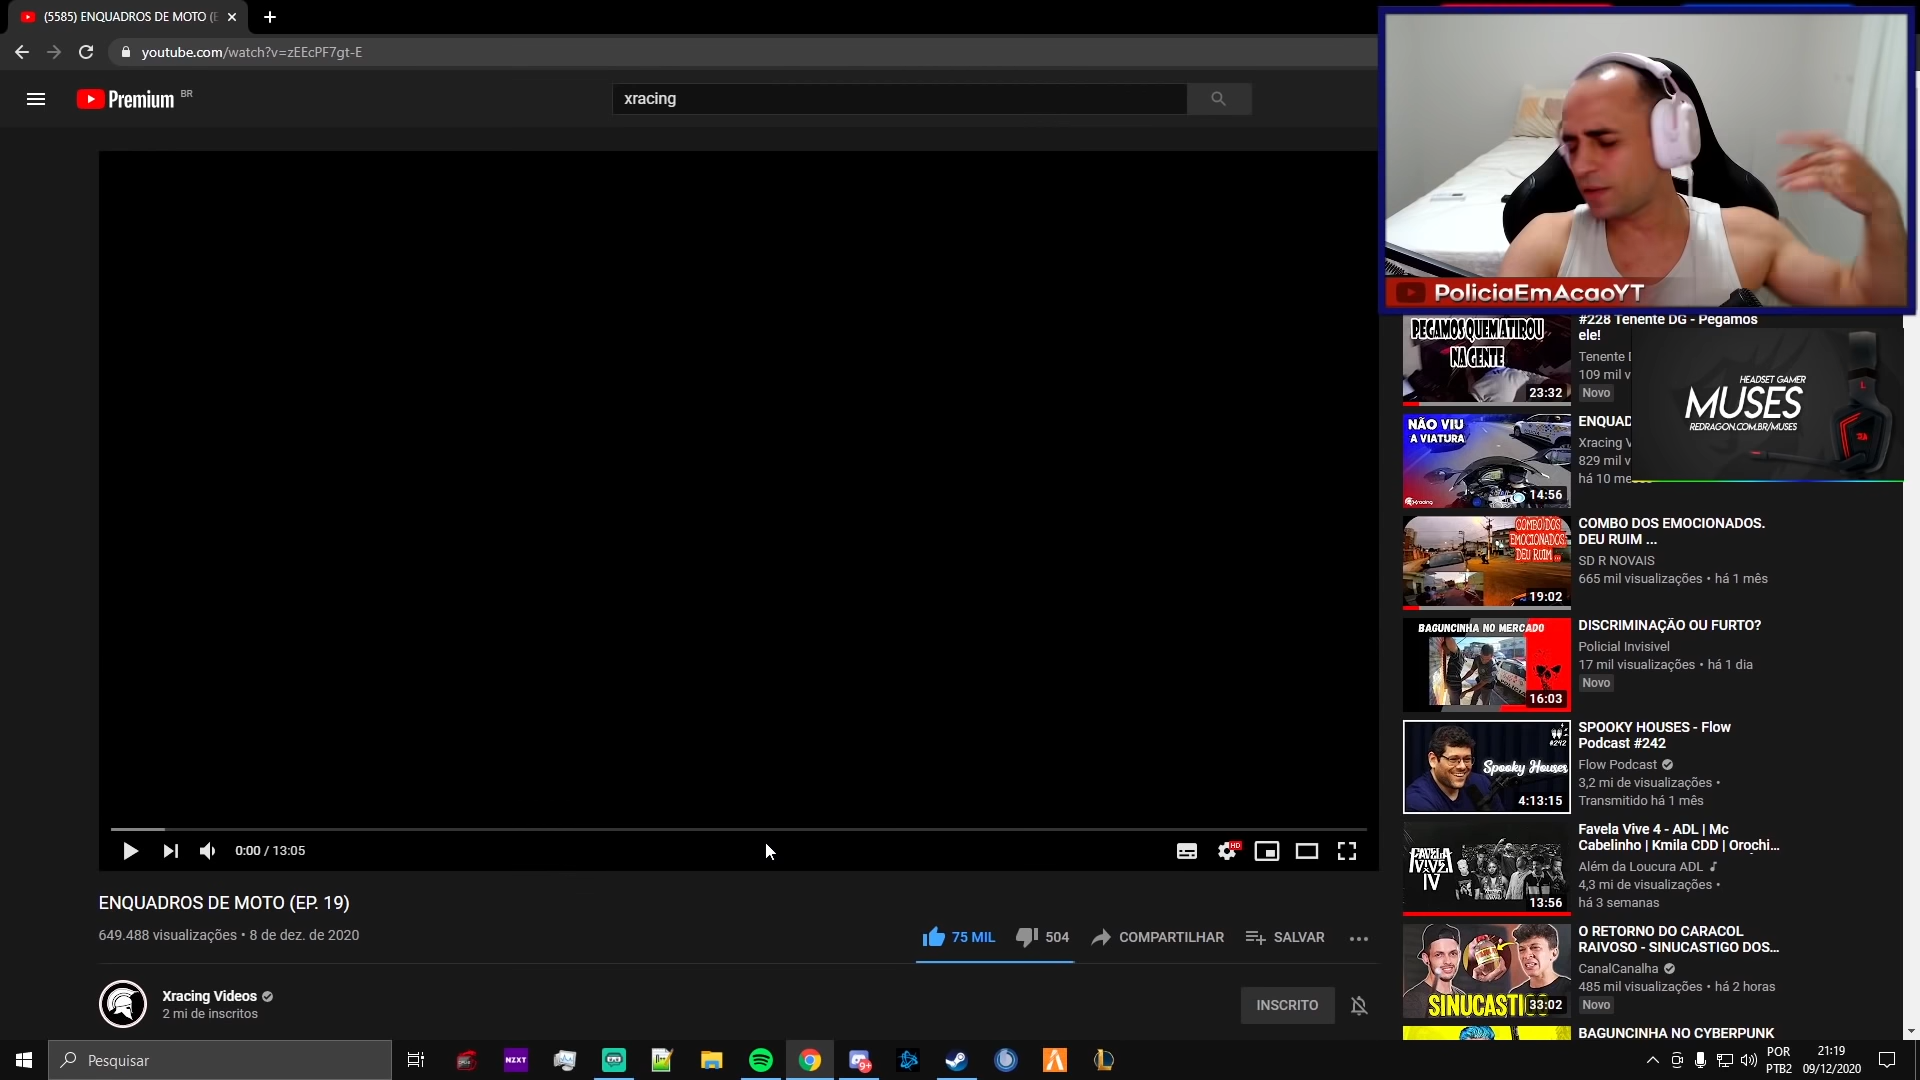 (5585) ENQUADROS DE MOTO (E
youtube.com/watch?v=zEEcPF7gt-E
Premium BR
xracing
PoliciaEmAcaoYT
HEADSET GAMER
MUSES
REDRAGON.COM.BR/MUSES
PEGAMOS QUEM ATIROU
NA GENTE
23:32
#228 Tenente DG - Pegamos
ele!
Tenente
109 mil v
Novo
NÃO VIU
A VIATURA
Xracing
14:56
ENQUAD
Xracing V
829 mil v
há 10 me
COMBO DOS
EMOCIONADOS
DEU RUIM ...
19:02
COMBO DOS EMOCIONADOS.
DEU RUIM ...
SD R NOVAIS
665 mil visualizações • há 1 mês
BAGUNCINHA NO MERCADO
16:03
DISCRIMINAÇÃO OU FURTO?
Policial Invisivel
17 mil visualizações • há 1 dia
Novo
#242
Spooky Houses
4:13:15
SPOOKY HOUSES - Flow
Podcast #242
Flow Podcast
3,2 mi de visualizações •
Transmitido há 1 mês
FAVELA
VIVE
IV
13:56
Favela Vive 4 - ADL | Mc
Cabelinho | Kmila CDD | Orochi...
Além da Loucura ADL
4,3 mi de visualizações •
há 3 semanas
SINUCASTIGO
33:02
O RETORNO DO CARACOL
RAIVOSO - SINUCASTIGO DOS...
CanalCanalha
485 mil visualizações • há 2 horas
Novo
BAGUNCINHA NO CYBERPUNK
0:00 / 13:05
HD
ENQUADROS DE MOTO (EP. 19)
649.488 visualizações • 8 de dez. de 2020
75 MIL
504
COMPARTILHAR
SALVAR
Xracing Videos
2 mi de inscritos
INSCRITO
Pesquisar
NZXT
9+
POR
PTB2
21:19
09/12/2020